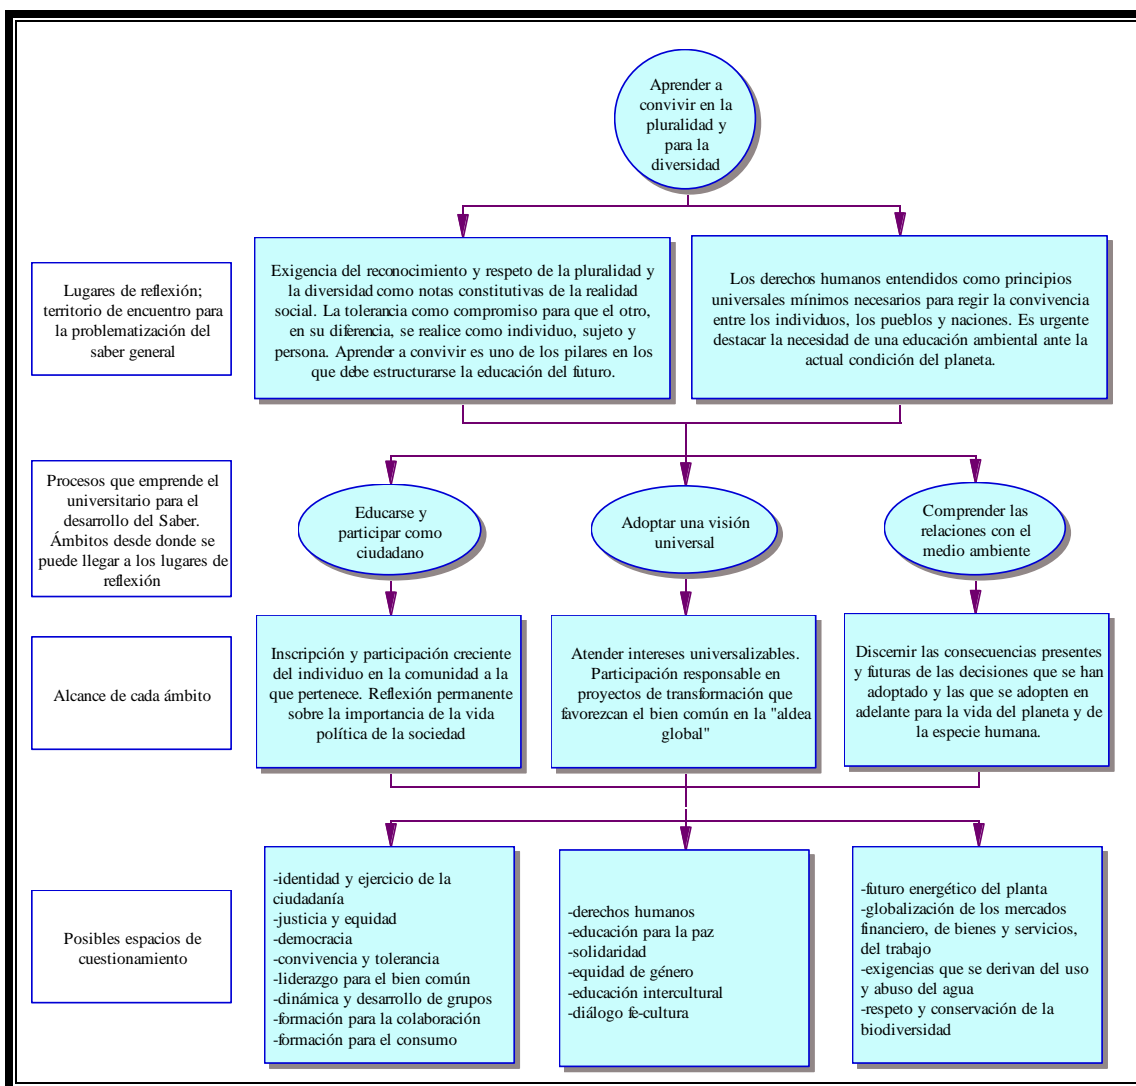 Aprender a
convivir en la
pluralidad y
para la
diversidad
Lugares de reflexión;
territorio de encuentro para
la problematización del
saber general
Exigencia del reconocimiento y respeto de la pluralidad y
la diversidad como notas constitutivas de la realidad
social. La tolerancia como compromiso para que el otro,
en su diferencia, se realice como individuo, sujeto y
persona. Aprender a convivir es uno de los pilares en los
que debe estructurarse la educación del futuro.
Los derechos humanos entendidos como principios
universales mínimos necesarios para regir la convivencia
entre los individuos, los pueblos y naciones. Es urgente
destacar la necesidad de una educación ambiental ante la
actual condición del planeta.
Procesos que emprende el
universitario para el
desarrollo del Saber.
Ámbitos desde donde se
puede llegar a los lugares de
reflexión
Educarse y
participar como
ciudadano
Adoptar una visión
universal
Comprender las
relaciones con el
medio ambiente
Alcance de cada ámbito
Inscripción y participación creciente
del individuo en la comunidad a la
que pertenece. Reflexión permanente
sobre la importancia de la vida
política de la sociedad
Atender intereses universalizables.
Participación responsable en
proyectos de transformación que
favorezcan el bien común en la "aldea
global"
Discernir las consecuencias presentes
y futuras de las decisiones que se han
adoptado y las que se adopten en
adelante para la vida del planeta y de
la especie humana.
Posibles espacios de
cuestionamiento
-identidad y ejercicio de la
ciudadanía
-justicia y equidad
-democracia
-convivencia y tolerancia
-liderazgo para el bien común
-dinámica y desarrollo de grupos
-formación para la colaboración
-formación para el consumo
-derechos humanos
-educación para la paz
-solidaridad
-equidad de género
-educación intercultural
-diálogo fe-cultura
-futuro energético del planta
-globalización de los mercados
financiero, de bienes y servicios,
del trabajo
-exigencias que se derivan del uso
y abuso del agua
-respeto y conservación de la
biodiversidad